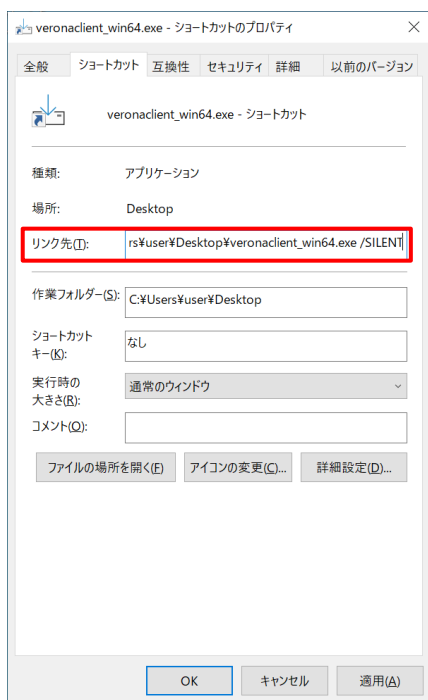 veronaclient_win64.exe - ショートカットのプロパティ
全般 ショートカット 互換性 セキュリティ 詳細 以前のバージョン
veronaclient_win64.exe - ショートカット
種類: アプリケーション
場所: Desktop
リンク先(T): rs¥user¥Desktop¥veronaclient_win64.exe /SILENT
作業フォルダー(S): C:¥Users¥user¥Desktop
ショートカット
キー(K): なし
実行時の
大きさ(R): 通常のウィンドウ
コメント(O):
ファイルの場所を開く(F) アイコンの変更(C)... 詳細設定(D)...
OK キャンセル 適用(A)